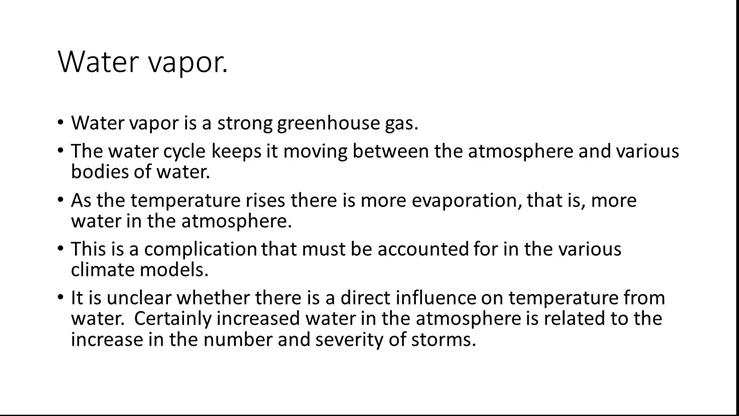 Water vapor.
• Water vapor is a strong greenhouse gas.
• The water cycle keeps it moving between the atmosphere and various
bodies of water.
• As the temperature rises there is more evaporation, that is, more
water in the atmosphere.
• This is a complication that must be accounted for in the various
climate models.
• It is unclear whether there is a direct influence on temperature from
water.  Certainly increased water in the atmosphere is related to the
increase in the number and severity of storms.